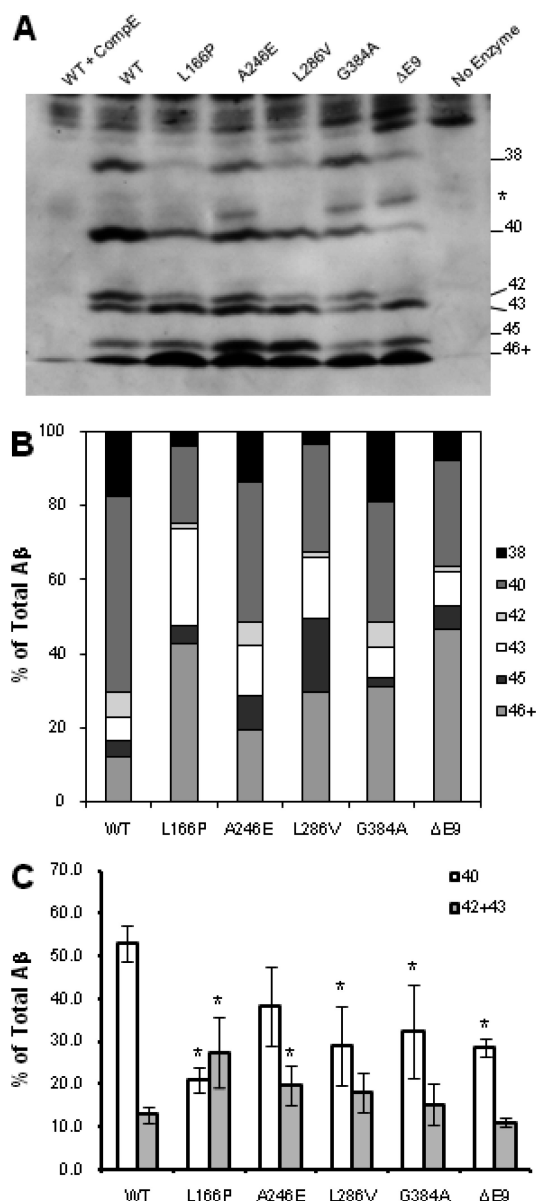 A
WT + CompE
WT
L166P
A246E
L286V
G384A
ΔE9
No Enzyme
38
*
40
42
43
45
46+
B
% of Total Aβ
100
80
60
40
20
0
WT L166P A246E L286V G384A ΔE9
38
40
42
43
45
46+
C
% of Total Aβ
70.0
60.0
50.0
40.0
30.0
20.0
10.0
0.0
40
42+43
* * * * * *
WT L166P A246E L286V G384A ΔE9